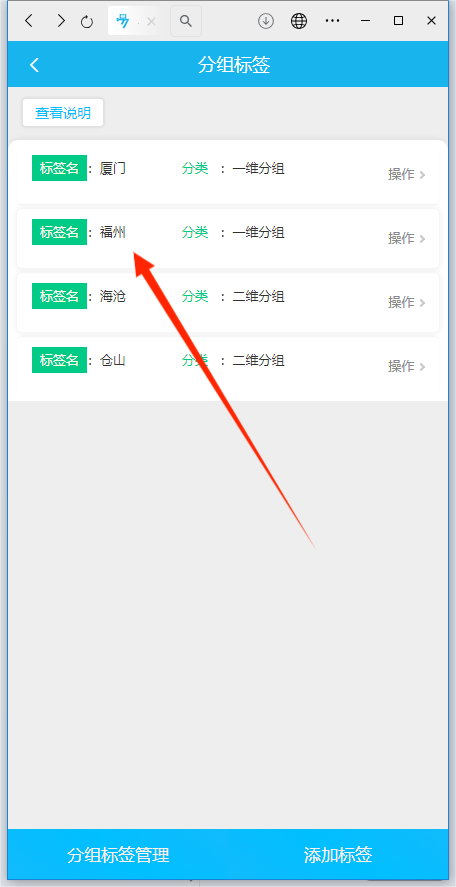 分组标签
查看说明
标签名 : 厦门 分类 : 一维分组 操作
标签名 : 福州 分类 : 一维分组 操作
标签名 : 海沧 分类 : 二维分组 操作
标签名 : 仓山 分类 : 二维分组 操作
分组标签管理 添加标签